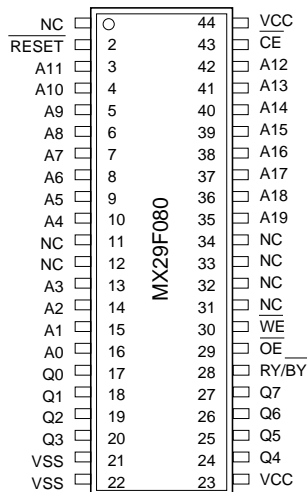 NC 44 VCC
RESET 2 43 CE
A11 3 42 A12
A10 4 41 A13
A9 5 40 A14
A8 6 39 A15
A7 7 38 A16
A6 8 37 A17
A5 9 36 A18
A4 10 35 A19
NC 11 34 NC
NC 12 33 NC
A3 13 32 NC
A2 14 31 NC
A1 15 30 WE
A0 16 29 OE
Q0 17 28 RY/BY
Q1 18 27 Q7
Q2 19 26 Q6
Q3 20 25 Q5
VSS 21 24 Q4
VSS 22 23 VCC
MX29F080